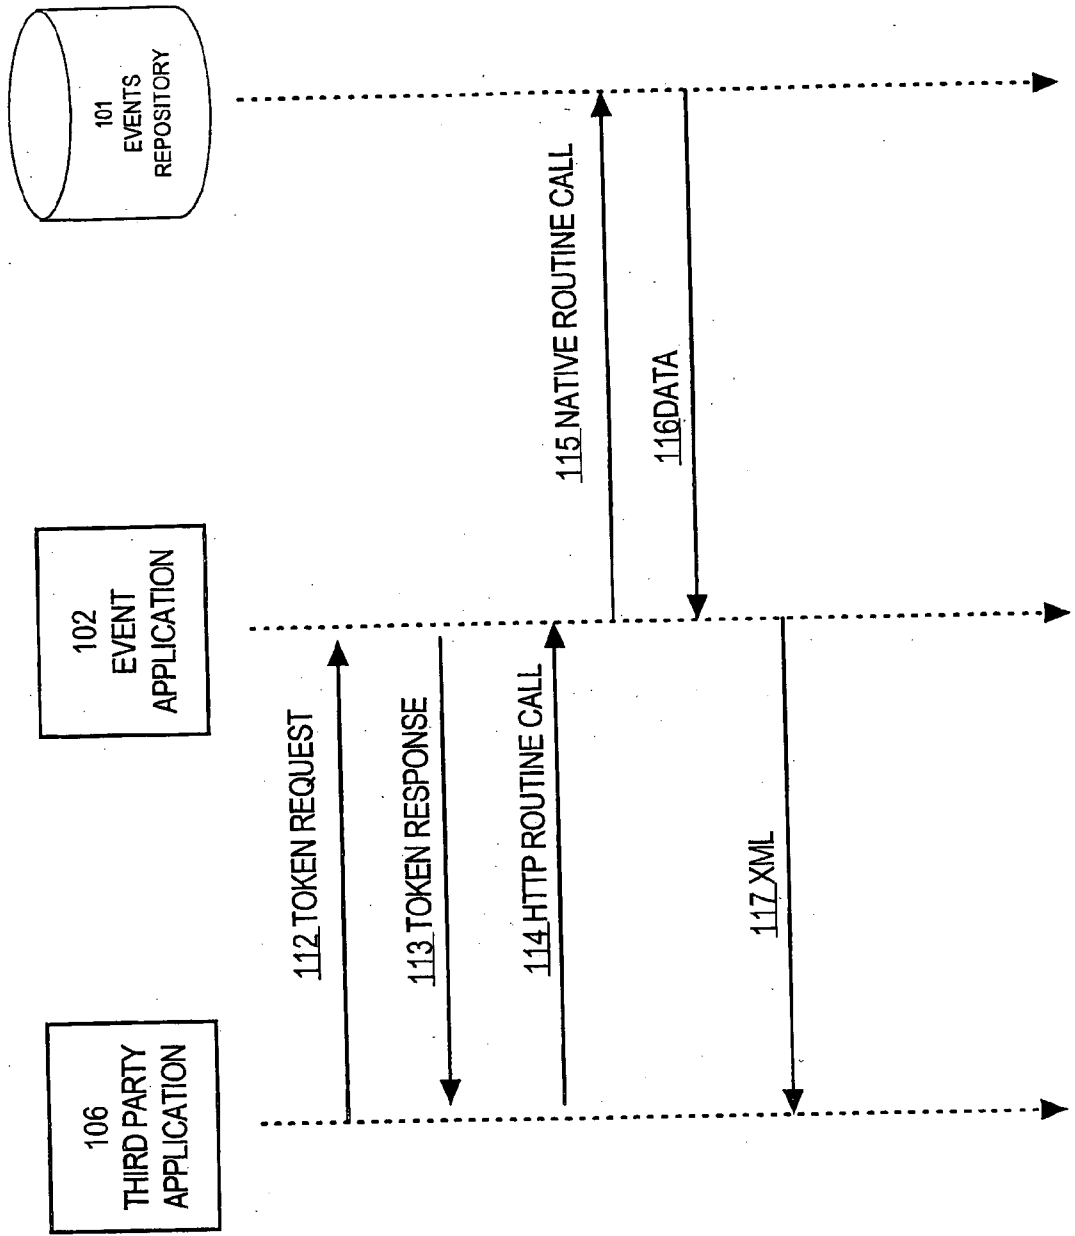 106
THIRD PARTY
APPLICATION
102
EVENT
APPLICATION
101
EVENTS
REPOSITORY
112 TOKEN REQUEST
113 TOKEN RESPONSE
114 HTTP ROUTINE CALL
115 NATIVE ROUTINE CALL
116DATA
117 XML